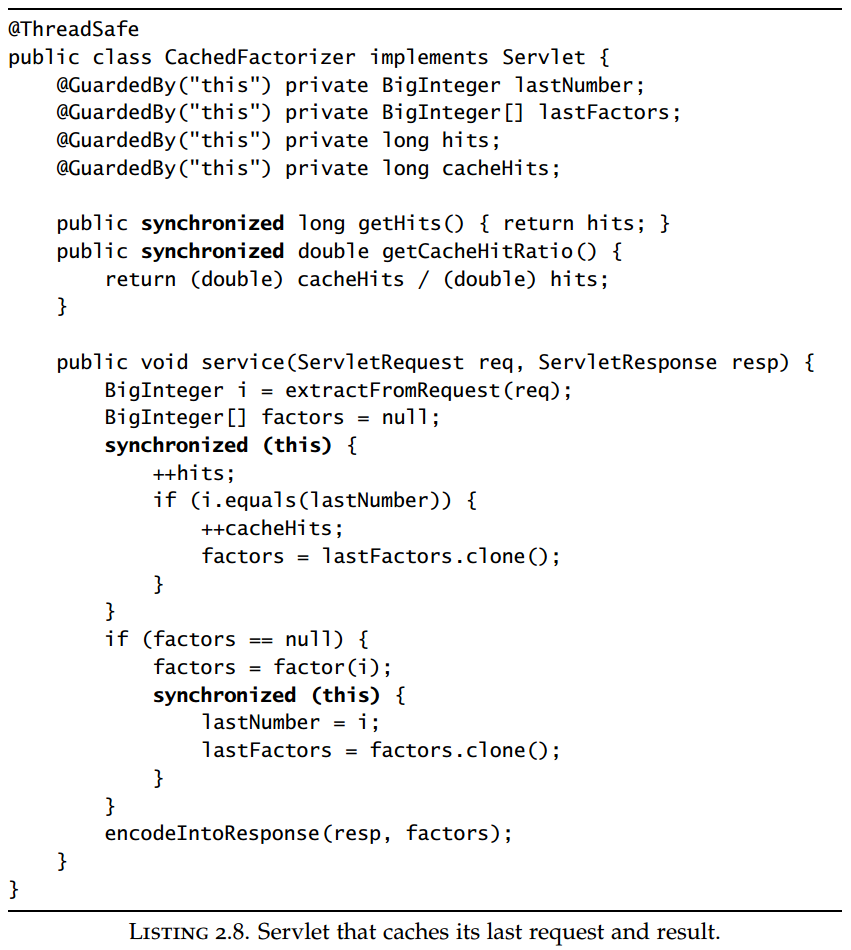 @ThreadSafe
public class CachedFactorizer implements Servlet {
    @GuardedBy("this") private BigInteger lastNumber;
    @GuardedBy("this") private BigInteger[] lastFactors;
    @GuardedBy("this") private long hits;
    @GuardedBy("this") private long cacheHits;

    public synchronized long getHits() { return hits; }
    public synchronized double getCacheHitRatio() {
        return (double) cacheHits / (double) hits;
    }

    public void service(ServletRequest req, ServletResponse resp) {
        BigInteger i = extractFromRequest(req);
        BigInteger[] factors = null;
        synchronized (this) {
            ++hits;
            if (i.equals(lastNumber)) {
                ++cacheHits;
                factors = lastFactors.clone();
            }
        }
        if (factors == null) {
            factors = factor(i);
            synchronized (this) {
                lastNumber = i;
                lastFactors = factors.clone();
            }
        }
        encodeIntoResponse(resp, factors);
    }
}
LISTING 2.8. Servlet that caches its last request and result.